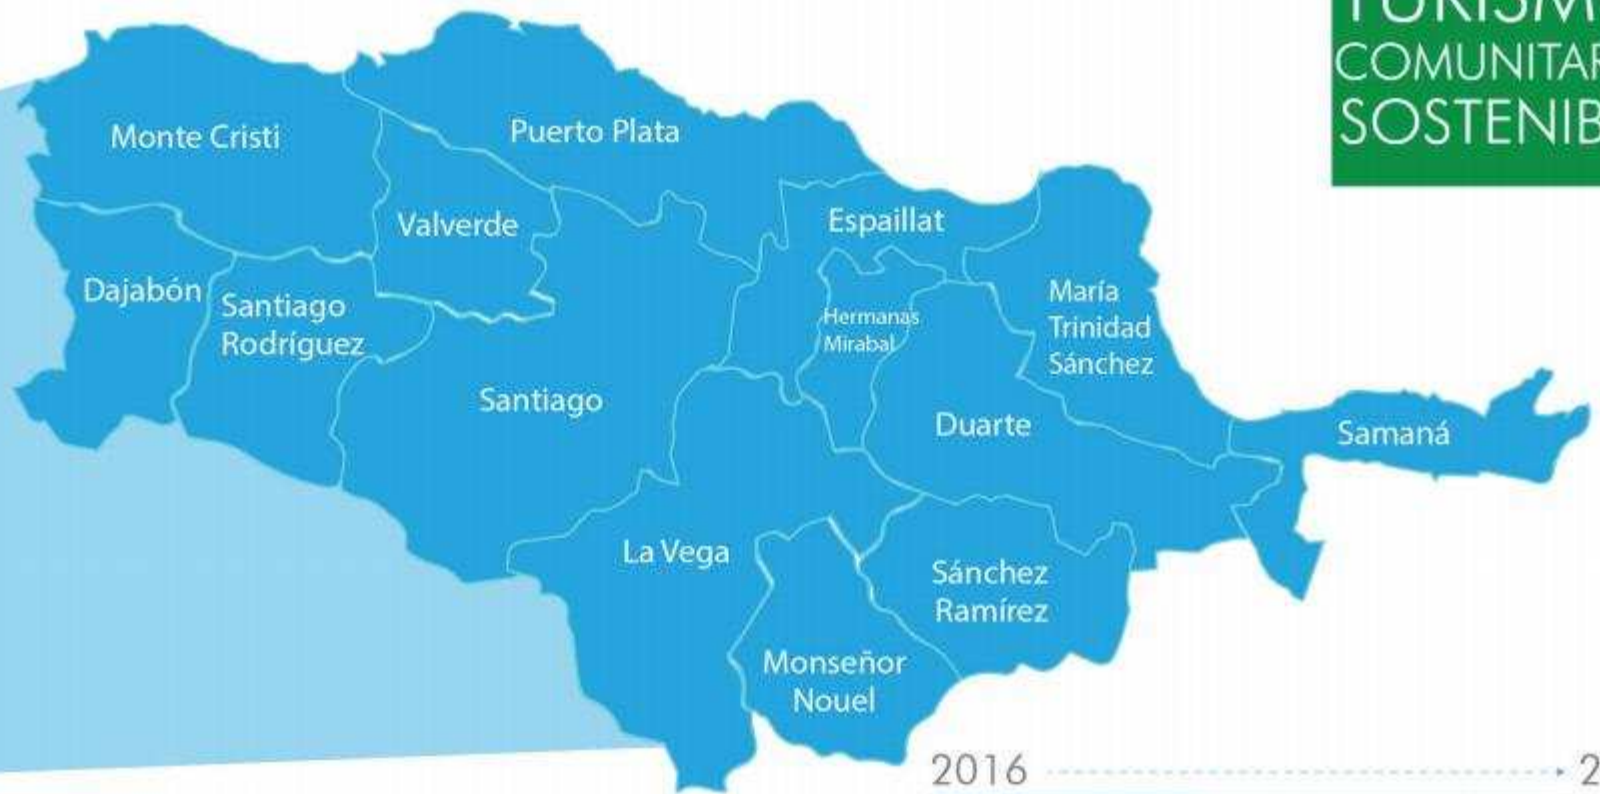 SOSTENIB
Monte Cristi
Puerto Plata
Valverde
Espaillat
Dajabón
Santiago
Rodríguez
Hermanas
Mirabal
María
Trinidad
Sánchez
Santiago
Duarte
Samaná
La Vega
Sánchez
Ramírez
Monseñor
Nouel
2016